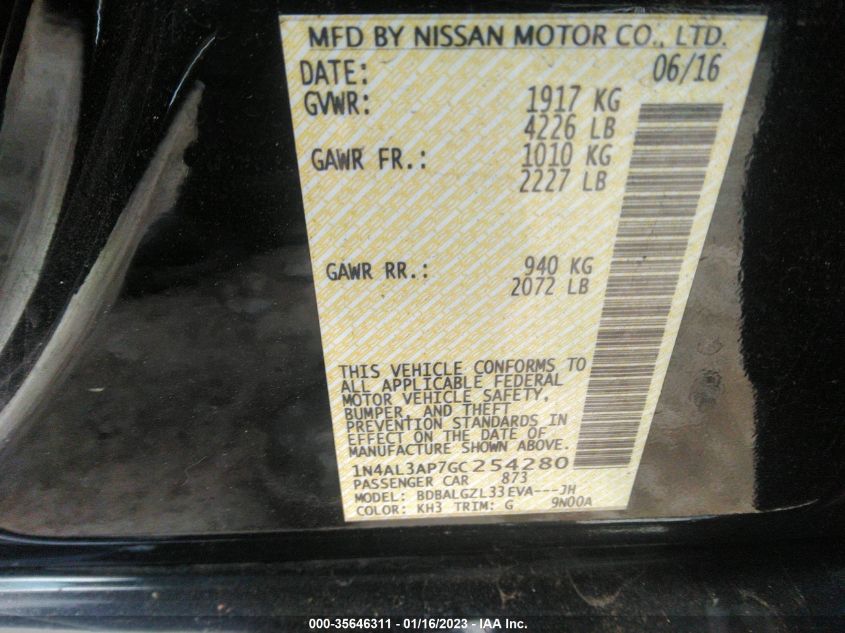 MFD BY NISSAN MOTOR CO., LTD.
DATE: 06/16
GVWR: 1917 KG
4226 LB
GAWR FR.: 1010 KG
2227 LB
GAWR RR.: 940 KG
2072 LB
THIS VEHICLE CONFORMS TO
ALL APPLICABLE FEDERAL
MOTOR VEHICLE SAFETY,
BUMPER, AND THEFT
PREVENTION STANDARDS IN
EFFECT ON THE DATE OF
MANUFACTURE SHOWN ABOVE.
1N4AL3AP7GC254280
PASSENGER CAR 873
MODEL: BDBALGZL33EVA---JH
COLOR: KH3 TRIM: G 9N00A
000-35646311 - 01/16/2023 - IAA Inc.